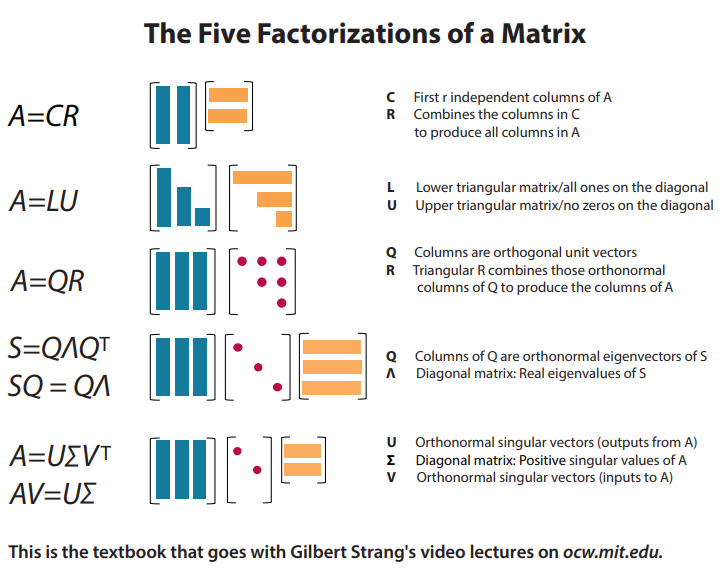 The Five Factorizations of a Matrix
A=CR
C First r independent columns of A
R Combines the columns in C
to produce all columns in A
A=LU
L Lower triangular matrix/all ones on the diagonal
U Upper triangular matrix/no zeros on the diagonal
A=QR
Q Columns are orthogonal unit vectors
R Triangular R combines those orthonormal
columns of Q to produce the columns of A
S=QΛQᵀ
SQ = QΛ
Q Columns of Q are orthonormal eigenvectors of S
Λ Diagonal matrix: Real eigenvalues of S
A=UΣVᵀ
AV=UΣ
U Orthonormal singular vectors (outputs from A)
Σ Diagonal matrix: Positive singular values of A
V Orthonormal singular vectors (inputs to A)
This is the textbook that goes with Gilbert Strang's video lectures on ocw.mit.edu.